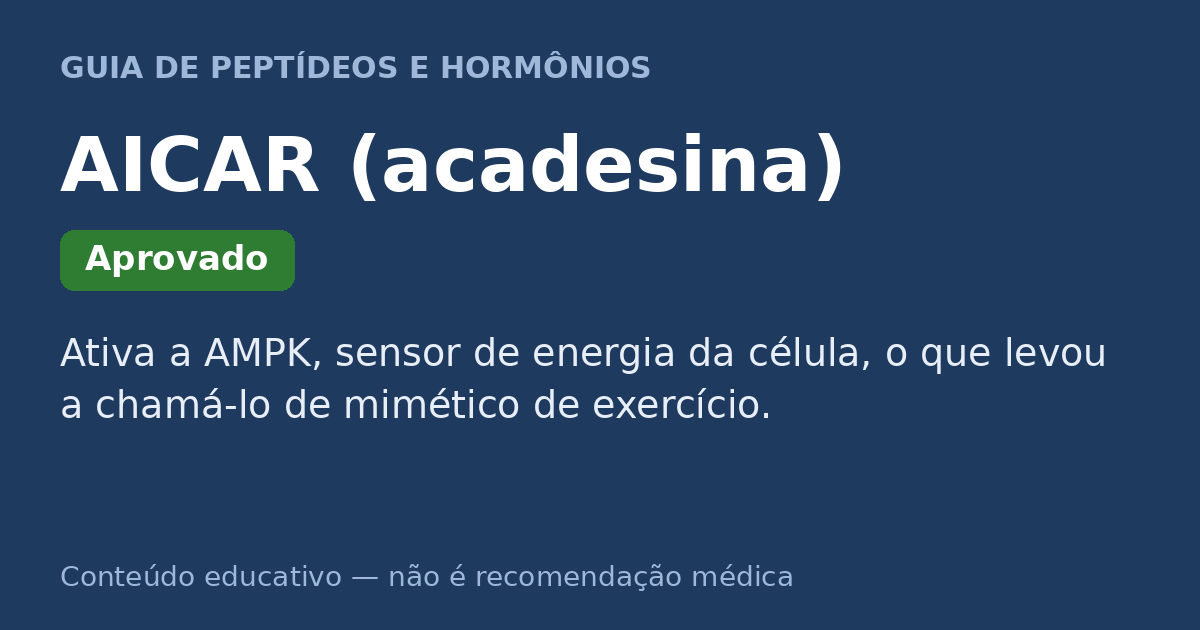 GUIA DE PEPTÍDEOS E HORMÔNIOS
AICAR (acadesina)
Aprovado
Ativa a AMPK, sensor de energia da célula, o que levou
a chamá-lo de mimético de exercício.
Conteúdo educativo — não é recomendação médica